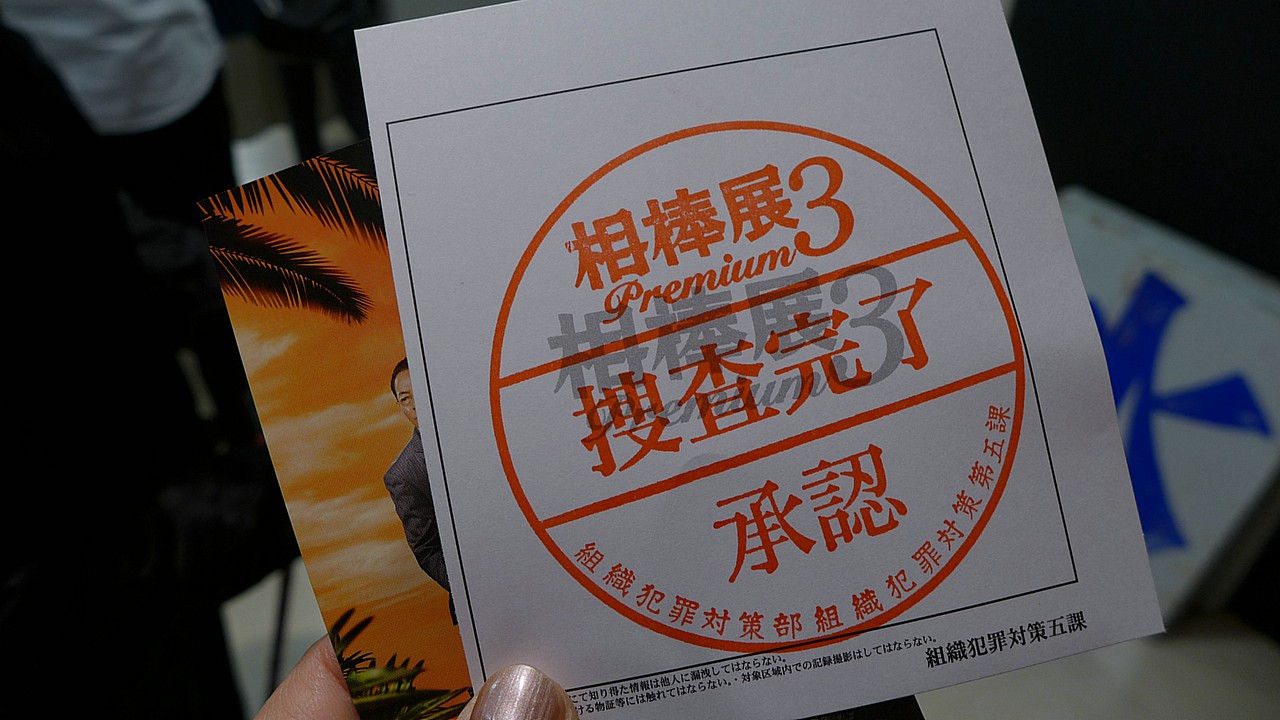 相棒展3
Premium
相棒展3
Premium
捜査完了
承認
組織犯罪対策部組織犯罪対策第五課
にて知り得た情報は他人に漏洩してはならない。
ける物証等には触れてはならない。・対象区域内での記録撮影はしてはならない。
組織犯罪対策五課